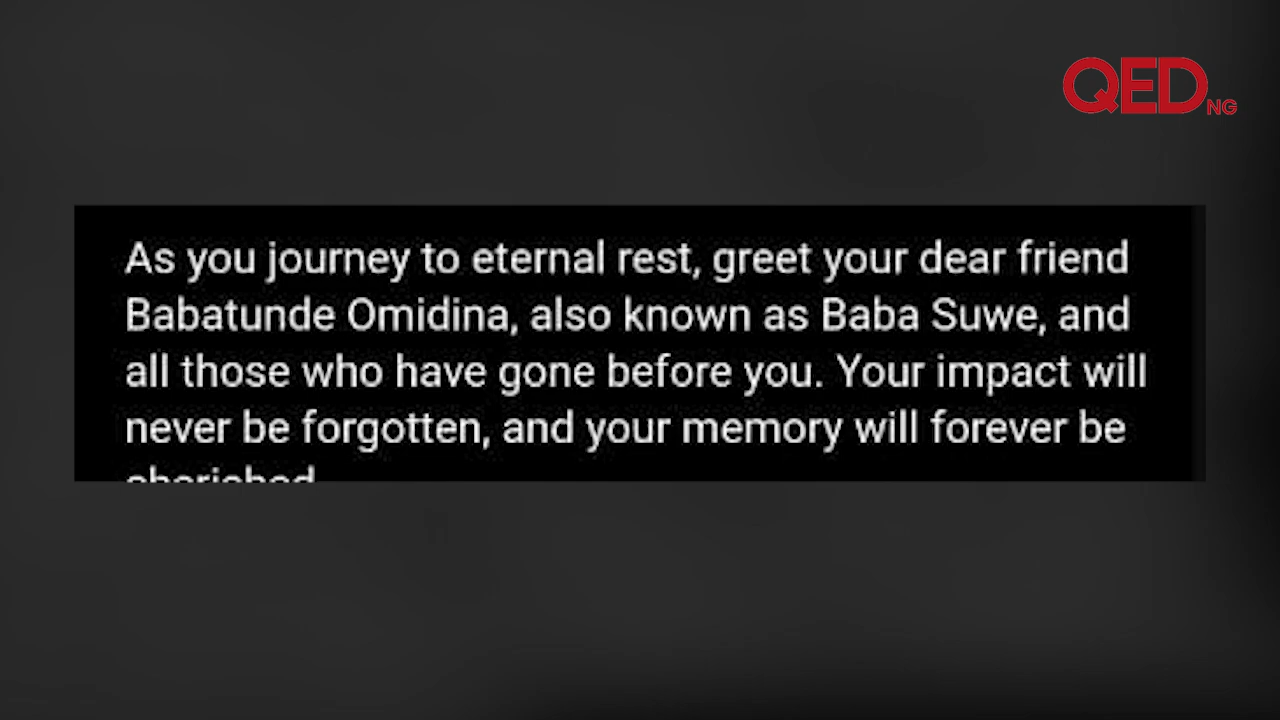 QED NG
As you journey to eternal rest, greet your dear friend
Babatunde Omidina, also known as Baba Suwe, and
all those who have gone before you. Your impact will
never be forgotten, and your memory will forever be
cherished.